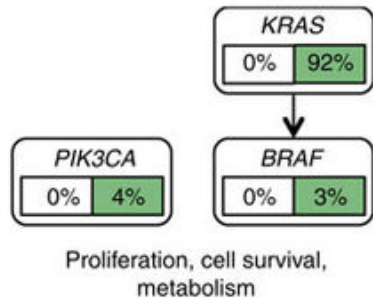 KRAS
0% 92%
PIK3CA BRAF
0% 4% 0% 3%
Proliferation, cell survival,
metabolism